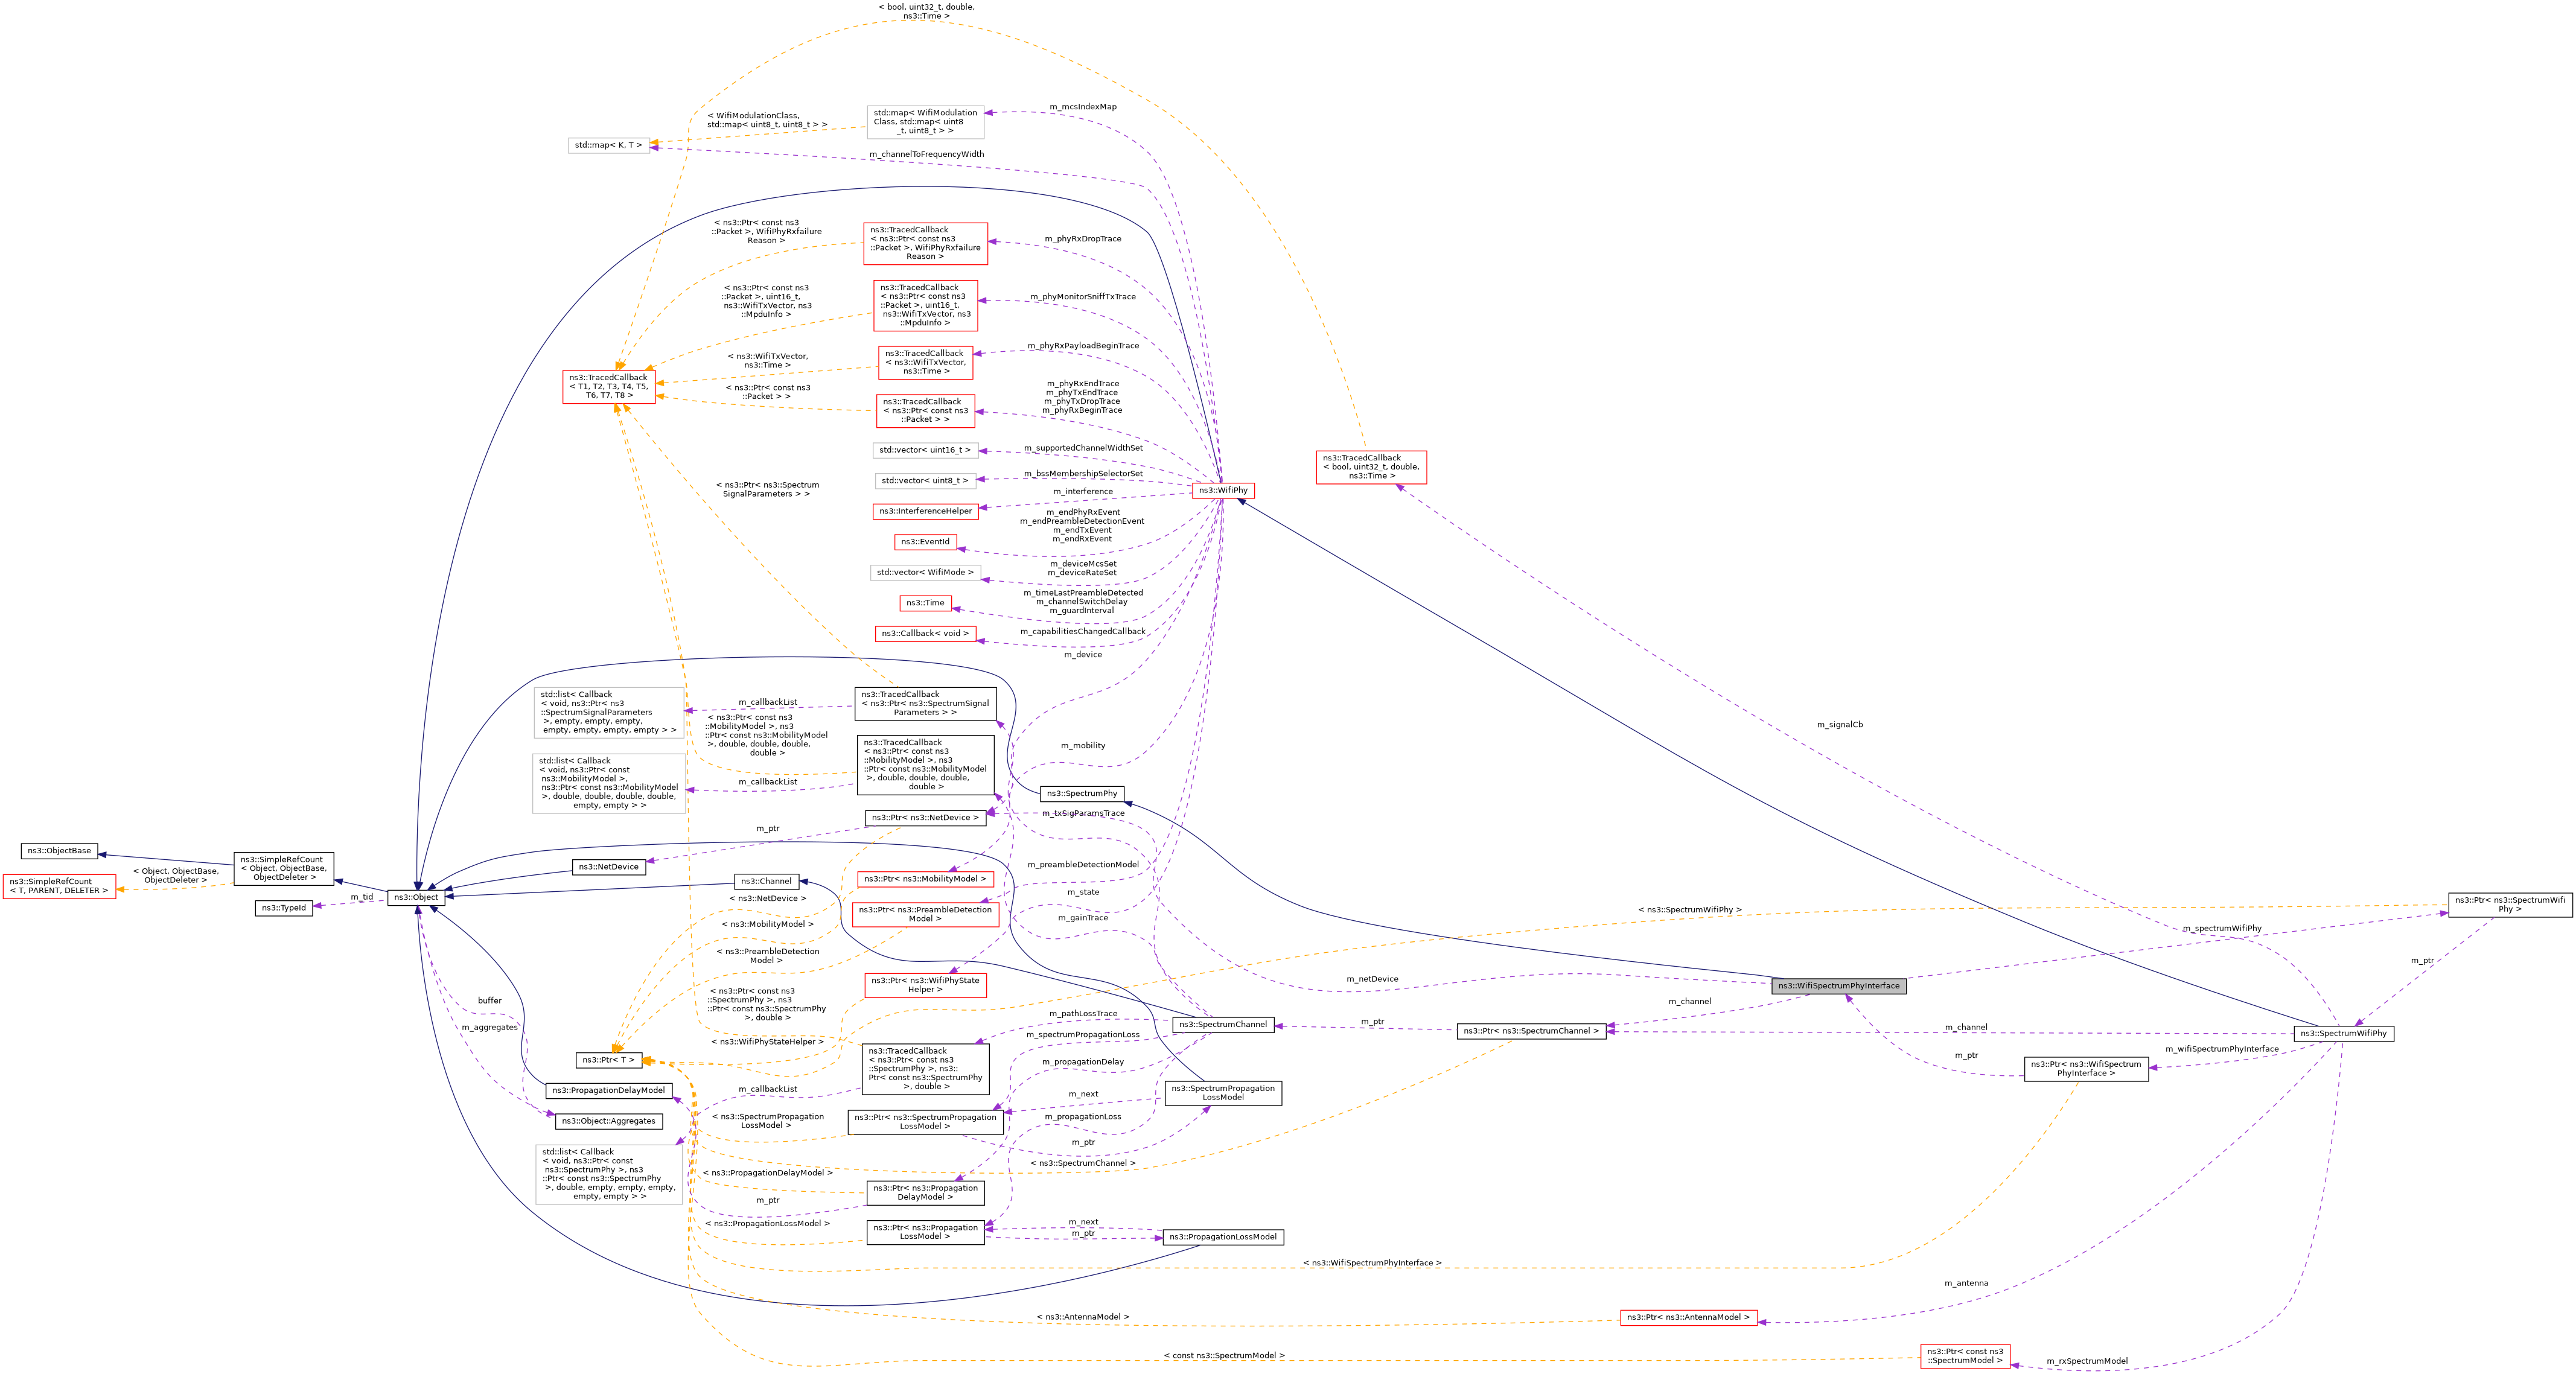 < bool, uint32_t, double,
ns3::Time >
m_mcsIndexMap
std::map< WifiModulation
Class, std::map< uint8
_t, uint8_t > >
< WifiModulationClass,
std::map< uint8_t, uint8_t > >
std::map< K, T >
m_channelToFrequencyWidth
< ns3::Ptr< const ns3
::Packet >, WifiPhyRxfailure
Reason >
ns3::TracedCallback
< ns3::Ptr< const ns3
::Packet >, WifiPhyRxfailure
Reason >
m_phyRxDropTrace
< ns3::Ptr< const ns3
::Packet >, uint16_t,
ns3::WifiTxVector, ns3
::MpduInfo >
ns3::TracedCallback
< ns3::Ptr< const ns3
::Packet >, uint16_t,
ns3::WifiTxVector, ns3
::MpduInfo >
m_phyMonitorSniffTxTrace
< ns3::WifiTxVector,
ns3::Time >
ns3::TracedCallback
< ns3::WifiTxVector,
ns3::Time >
m_phyRxPayloadBeginTrace
ns3::TracedCallback
< T1, T2, T3, T4, T5,
T6, T7, T8 >
< ns3::Ptr< const ns3
::Packet > >
ns3::TracedCallback
< ns3::Ptr< const ns3
::Packet > >
m_phyRxEndTrace
m_phyTxEndTrace
m_phyTxDropTrace
m_phyRxBeginTrace
std::vector< uint16_t >
m_supportedChannelWidthSet
std::vector< uint8_t >
m_bssMembershipSelectorSet
ns3::WifiPhy
ns3::TracedCallback
< bool, uint32_t, double,
ns3::Time >
< ns3::Ptr< ns3::Spectrum
SignalParameters > >
ns3::InterferenceHelper
m_interference
ns3::EventId
m_endPhyRxEvent
m_endPreambleDetectionEvent
m_endTxEvent
m_endRxEvent
std::vector< WifiMode >
m_deviceMcsSet
m_deviceRateSet
ns3::Time
m_timeLastPreambleDetected
m_channelSwitchDelay
m_guardInterval
ns3::Callback< void >
m_capabilitiesChangedCallback
m_device
std::list< Callback
< void, ns3::Ptr< ns3
::SpectrumSignalParameters
>, empty, empty, empty,
empty, empty, empty, empty > >
m_callbackList
ns3::TracedCallback
< ns3::Ptr< ns3::SpectrumSignal
Parameters > >
< ns3::Ptr< const ns3
::MobilityModel >, ns3
::Ptr< const ns3::MobilityModel
>, double, double, double,
double >
ns3::TracedCallback
< ns3::Ptr< const ns3
::MobilityModel >, ns3
::Ptr< const ns3::MobilityModel
>, double, double, double,
double >
m_mobility
m_signalCb
std::list< Callback
< void, ns3::Ptr< const
ns3::MobilityModel >,
ns3::Ptr< const ns3::MobilityModel
>, double, double, double, double,
empty, empty > >
m_callbackList
ns3::SpectrumPhy
ns3::Ptr< ns3::NetDevice >
m_txSigParamsTrace
m_ptr
ns3::ObjectBase
ns3::SimpleRefCount
< Object, ObjectBase,
ObjectDeleter >
< Object, ObjectBase,
ObjectDeleter >
ns3::SimpleRefCount
< T, PARENT, DELETER >
ns3::NetDevice
ns3::Channel
ns3::Ptr< ns3::MobilityModel >
m_preambleDetectionModel
ns3::TypeId
m_tid
ns3::Object
< ns3::NetDevice >
m_state
ns3::Ptr< ns3::PreambleDetection
Model >
m_gainTrace
< ns3::MobilityModel >
< ns3::SpectrumWifiPhy >
ns3::Ptr< ns3::SpectrumWifi
Phy >
m_spectrumWifiPhy
< ns3::PreambleDetection
Model >
m_ptr
ns3::Ptr< ns3::WifiPhyState
Helper >
m_netDevice
ns3::WifiSpectrumPhyInterface
buffer
< ns3::Ptr< const ns3
::SpectrumPhy >, ns3
::Ptr< const ns3::SpectrumPhy
>, double >
m_channel
m_pathLossTrace
ns3::SpectrumChannel
m_ptr
ns3::Ptr< ns3::SpectrumChannel >
m_channel
ns3::SpectrumWifiPhy
m_aggregates
< ns3::WifiPhyStateHelper >
m_spectrumPropagationLoss
m_wifiSpectrumPhyInterface
ns3::Ptr< T >
ns3::TracedCallback
< ns3::Ptr< const ns3
::SpectrumPhy >, ns3::
Ptr< const ns3::SpectrumPhy
>, double >
m_propagationDelay
m_ptr
ns3::Ptr< ns3::WifiSpectrum
PhyInterface >
ns3::PropagationDelayModel
m_callbackList
m_next
ns3::SpectrumPropagation
LossModel
ns3::Object::Aggregates
< ns3::SpectrumPropagation
LossModel >
ns3::Ptr< ns3::SpectrumPropagation
LossModel >
m_propagationLoss
m_ptr
std::list< Callback
< void, ns3::Ptr< const
ns3::SpectrumPhy >, ns3
::Ptr< const ns3::SpectrumPhy
>, double, empty, empty, empty,
empty, empty > >
< ns3::SpectrumChannel >
< ns3::PropagationDelayModel >
ns3::Ptr< ns3::Propagation
DelayModel >
m_ptr
< ns3::PropagationLossModel >
ns3::Ptr< ns3::Propagation
LossModel >
m_next
m_ptr
ns3::PropagationLossModel
< ns3::WifiSpectrumPhyInterface >
m_antenna
< ns3::AntennaModel >
ns3::Ptr< ns3::AntennaModel >
< const ns3::SpectrumModel >
ns3::Ptr< const ns3
::SpectrumModel >
m_rxSpectrumModel